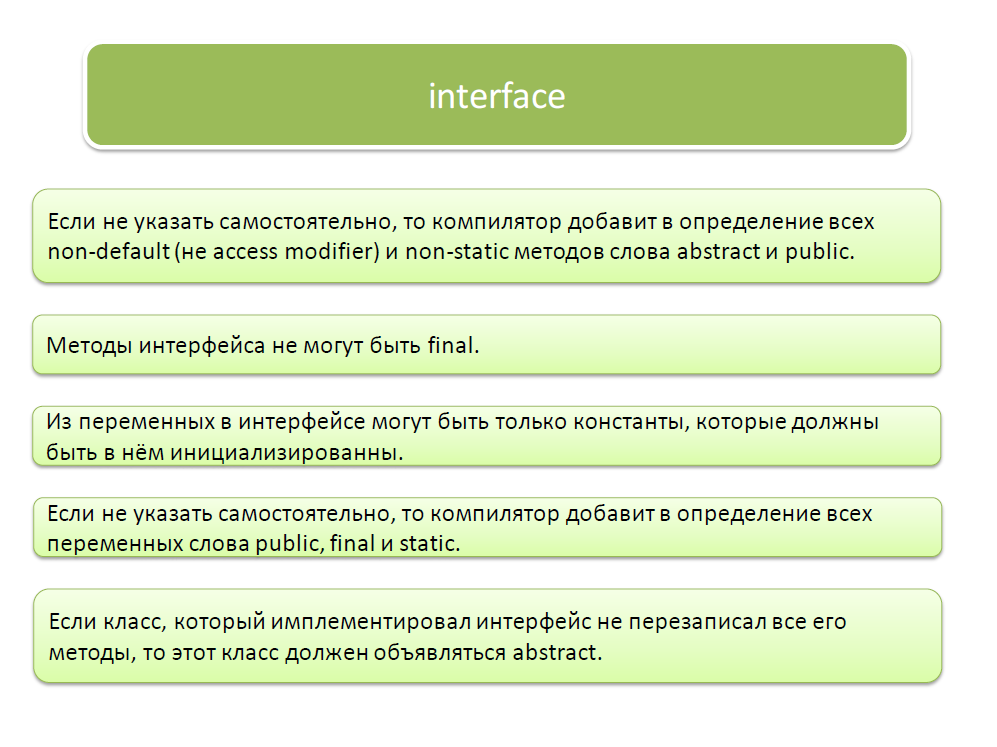 interface
Если не указать самостоятельно, то компилятор добавит в определение всех
non-default (не access modifier) и non-static методов слова abstract и public.
Методы интерфейса не могут быть final.
Из переменных в интерфейсе могут быть только константы, которые должны
быть в нём инициализированны.
Если не указать самостоятельно, то компилятор добавит в определение всех
переменных слова public, final и static.
Если класс, который имплементировал интерфейс не перезаписал все его
методы, то этот класс должен объявляться abstract.